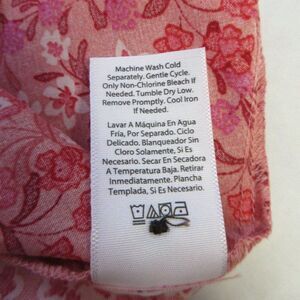 Machine Wash Cold
Separately. Gentle Cycle.
Only Non-Chlorine Bleach If
Needed. Tumble Dry Low.
Remove Promptly. Cool Iron
If Needed.
Lavar A Máquina En Agua
Fría, Por Separado. Ciclo
Delicado. Blanqueador Sin
Cloro Solamente, Si Es
Necesario. Secar En Secadora
A Temperatura Baja. Retirar
Inmediatamente. Plancha
Templada, Si Es Necesario.